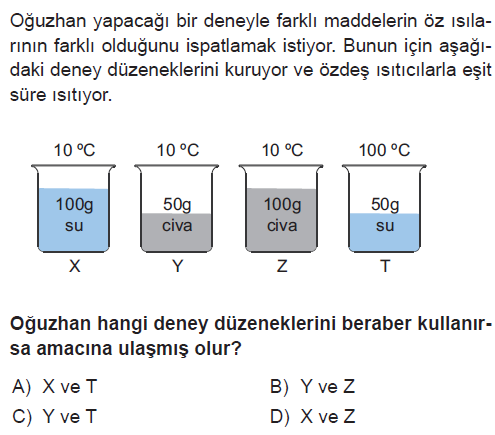 Oğuzhan yapacağı bir deneyle farklı maddelerin öz ısıla-
rının farklı olduğunu ispatlamak istiyor. Bunun için aşağı-
daki deney düzeneklerini kuruyor ve özdeş ısıtıcılarla eşit
süre ısıtıyor.
10 ºC 10 ºC 10 ºC 100 ºC
100g 50g 100g 50g
su civa civa su
X Y Z T
Oğuzhan hangi deney düzeneklerini beraber kullanır-
sa amacına ulaşmış olur?
A) X ve T B) Y ve Z
C) Y ve T D) X ve Z